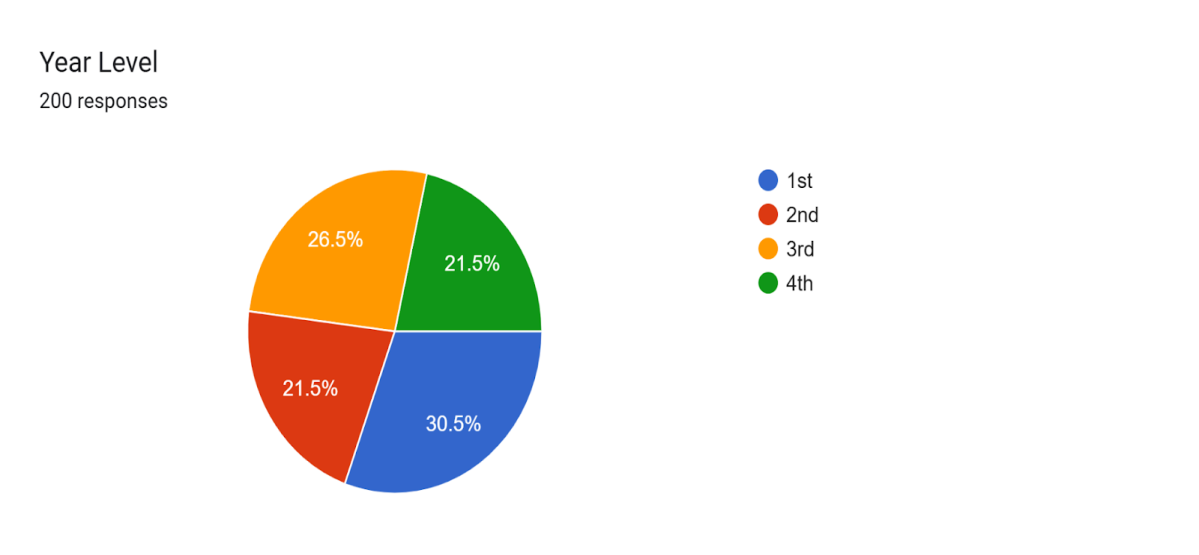 Year Level
200 responses
1st
2nd
3rd
4th
26.5%
21.5%
21.5%
30.5%